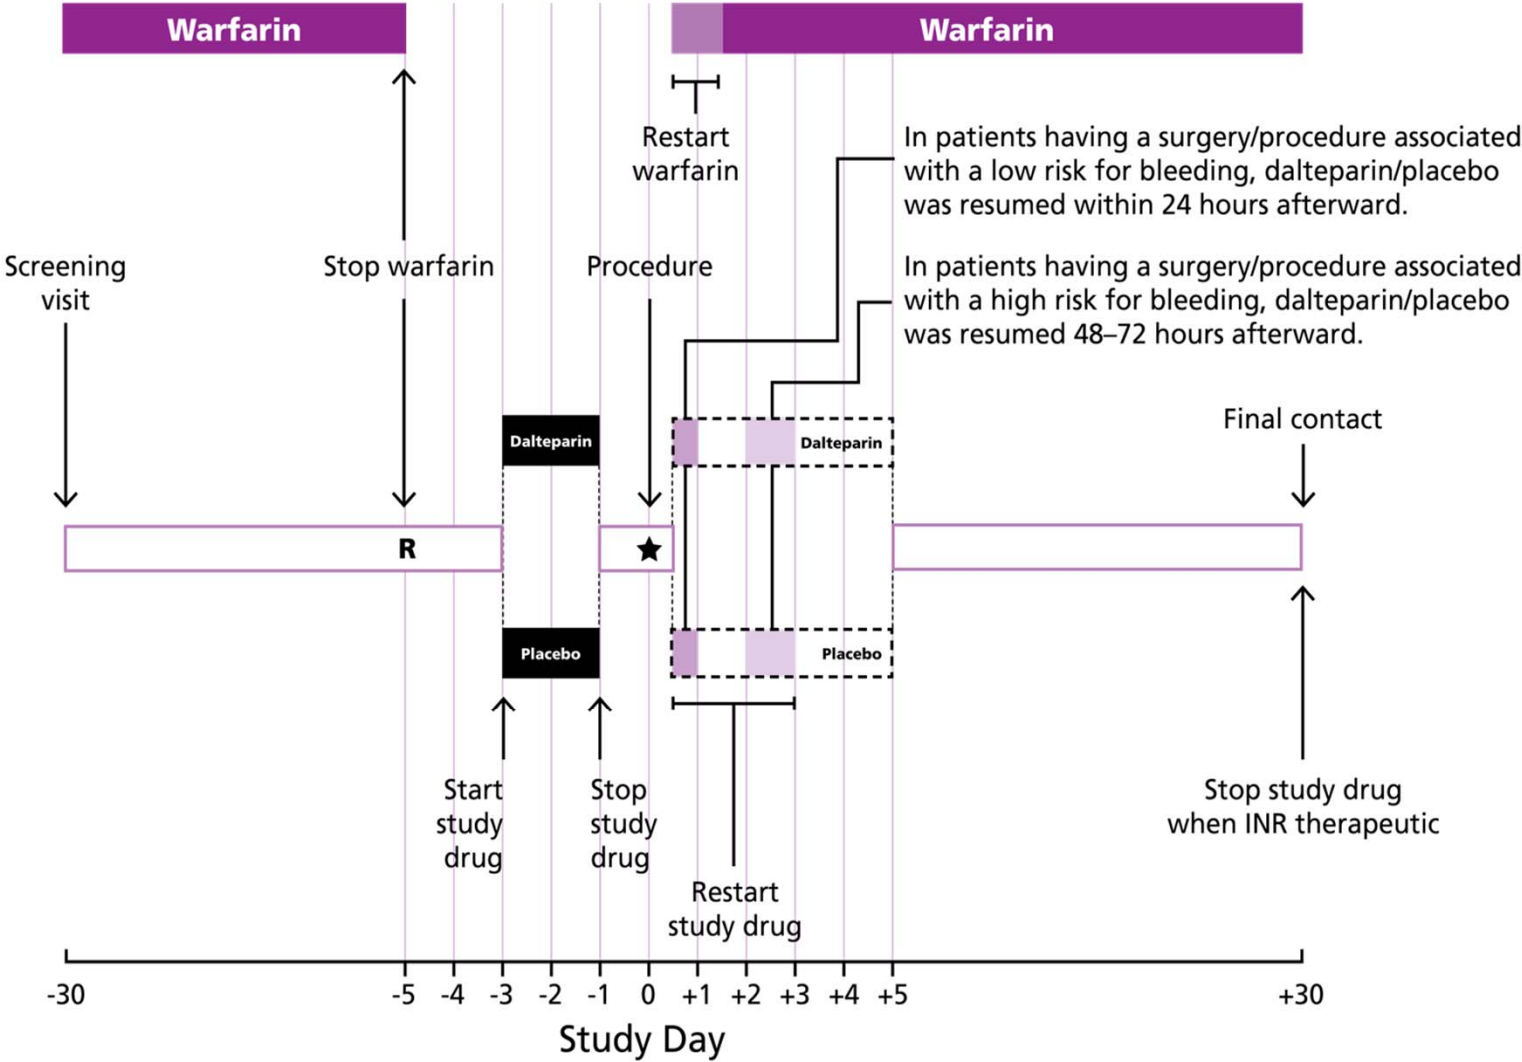 Warfarin
Warfarin
Restart
warfarin
In patients having a surgery/procedure associated
with a low risk for bleeding, dalteparin/placebo
was resumed within 24 hours afterward.
Screening
visit
Stop warfarin
Procedure
In patients having a surgery/procedure associated
with a high risk for bleeding, dalteparin/placebo
was resumed 48–72 hours afterward.
Final contact
Dalteparin
Dalteparin
R
Placebo
Placebo
Start
study
drug
Stop
study
drug
Stop study drug
when INR therapeutic
Restart
study drug
-30 -5 -4 -3 -2 -1 0 +1 +2 +3 +4 +5 +30
Study Day